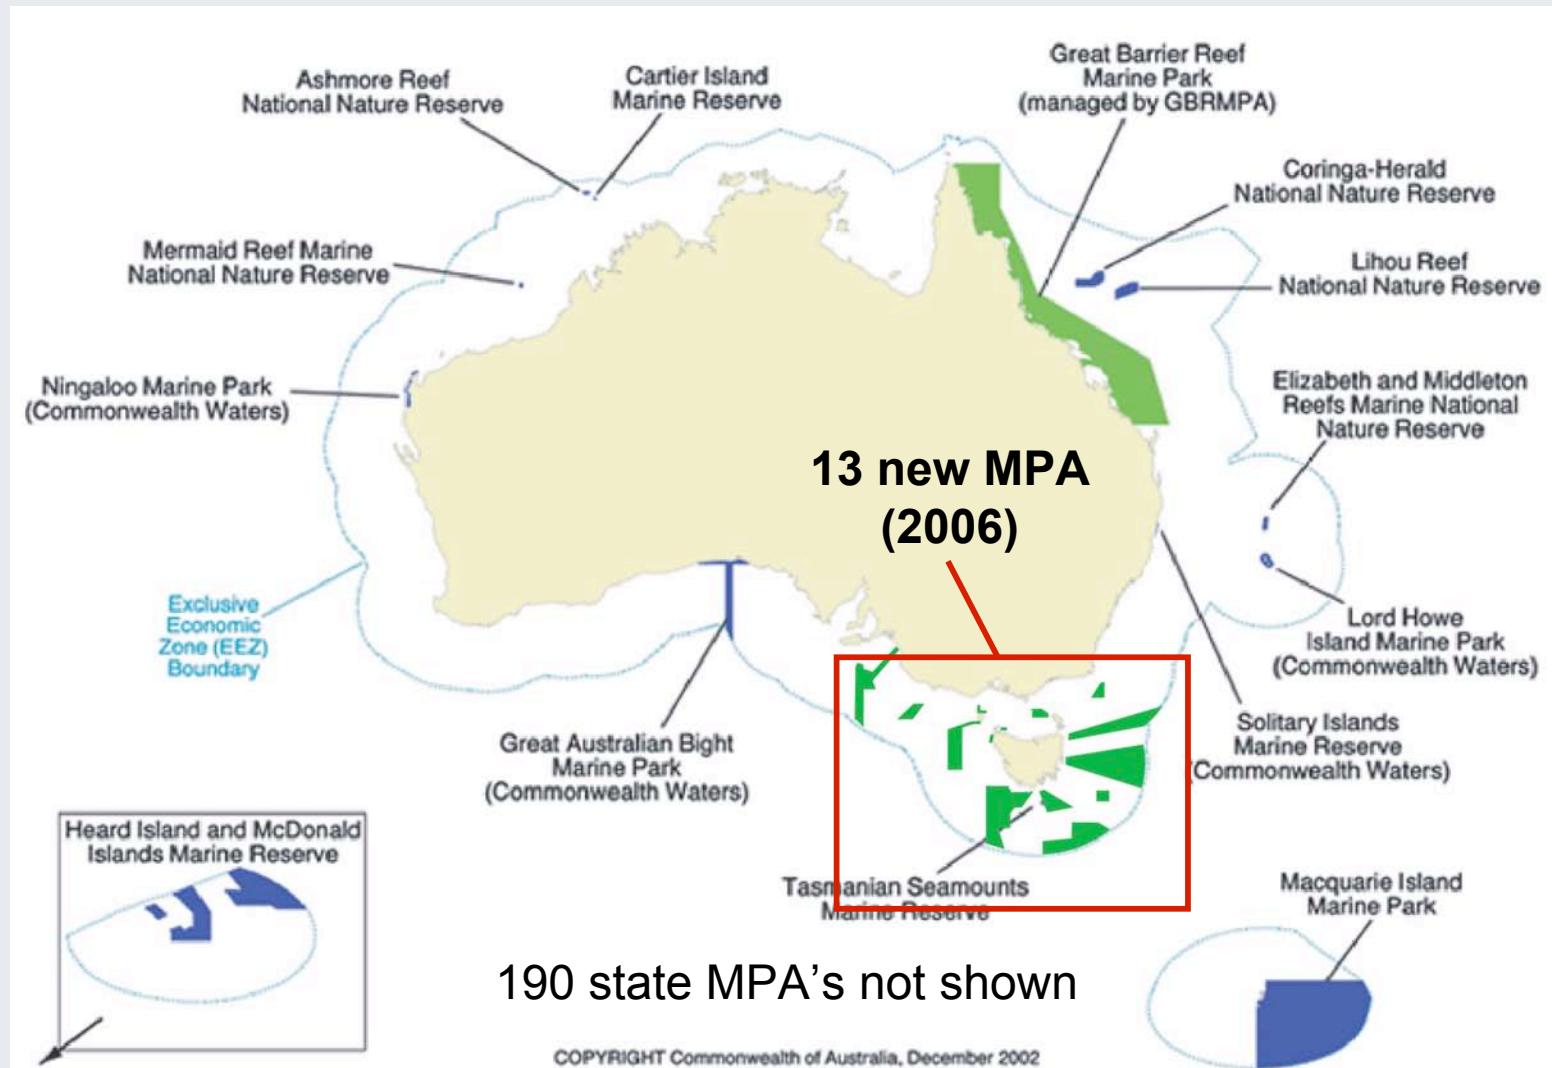 Ashmore Reef
National Nature Reserve
Cartier Island
Marine Reserve
Great Barrier Reef
Marine Park
(managed by GBRMPA)
Coringa-Herald
National Nature Reserve
Mermaid Reef Marine
National Nature Reserve
Lihou Reef
National Nature Reserve
Ningaloo Marine Park
(Commonwealth Waters)
Elizabeth and Middleton
Reefs Marine National
Nature Reserve
13 new MPA
(2006)
Exclusive
Economic
Zone (EEZ)
Boundary
Lord Howe
Island Marine Park
(Commonwealth Waters)
Great Australian Bight
Marine Park
(Commonwealth Waters)
Solitary Islands
Marine Reserve
(Commonwealth Waters)
Heard Island and McDonald
Islands Marine Reserve
Tasmanian Seamounts
Marine Reserve
Macquarie Island
Marine Park
190 state MPA's not shown
COPYRIGHT Commonwealth of Australia, December 2002